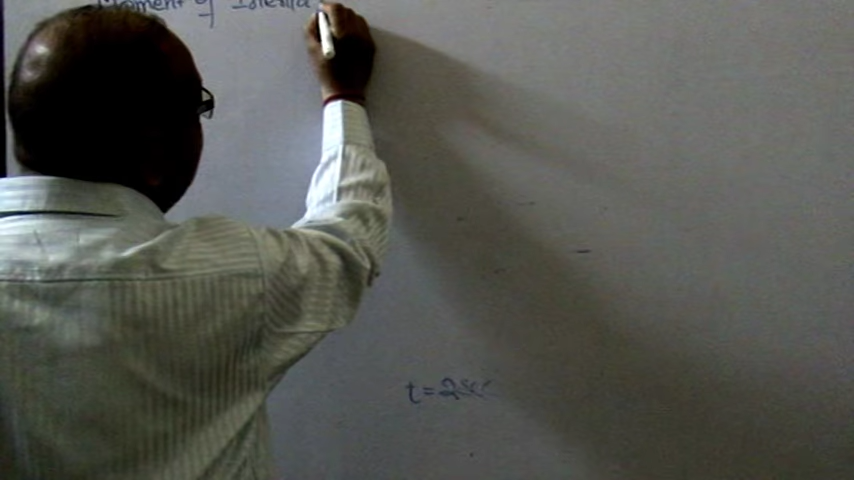 Moment of Inertia
t = 2 sec